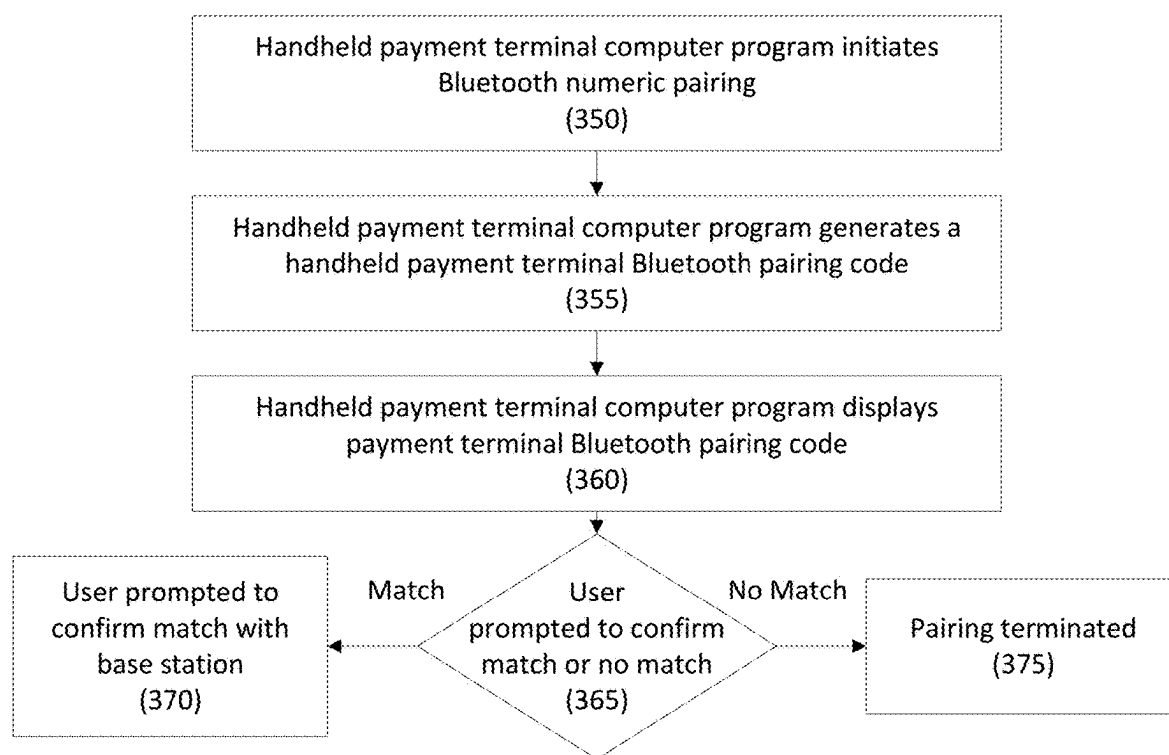 Handheld payment terminal computer program initiates
Bluetooth numeric pairing
(350)
Handheld payment terminal computer program generates a
handheld payment terminal Bluetooth pairing code
(355)
Handheld payment terminal computer program displays
payment terminal Bluetooth pairing code
(360)
User prompted to
confirm match with
base station
(370)
Match
User
prompted to confirm
match or no match
(365)
No Match
Pairing terminated
(375)